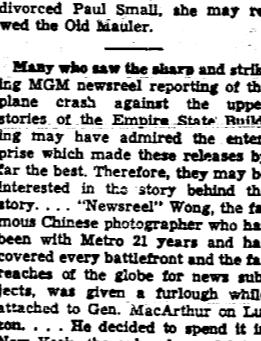 divorced Paul Small, she may re
wed the Old Mauler.
Many who saw the sharp and strik
ing MGM newsreel reporting of th
plane crash against the uppe
stories of the Empire State Build
ing may have admired the enter
prise which made these releases by
far the best. Therefore, they may b
interested in the story behind th
story. . . . "Newsreel" Wong, the fa
mous Chinese photographer who ha
been with Metro 21 years and ha
covered every battlefront and the fa
reaches of the globe for news sub
jects, was given a furlough whil
attached to Gen. MacArthur on Lu
zon. . . . He decided to spend it i